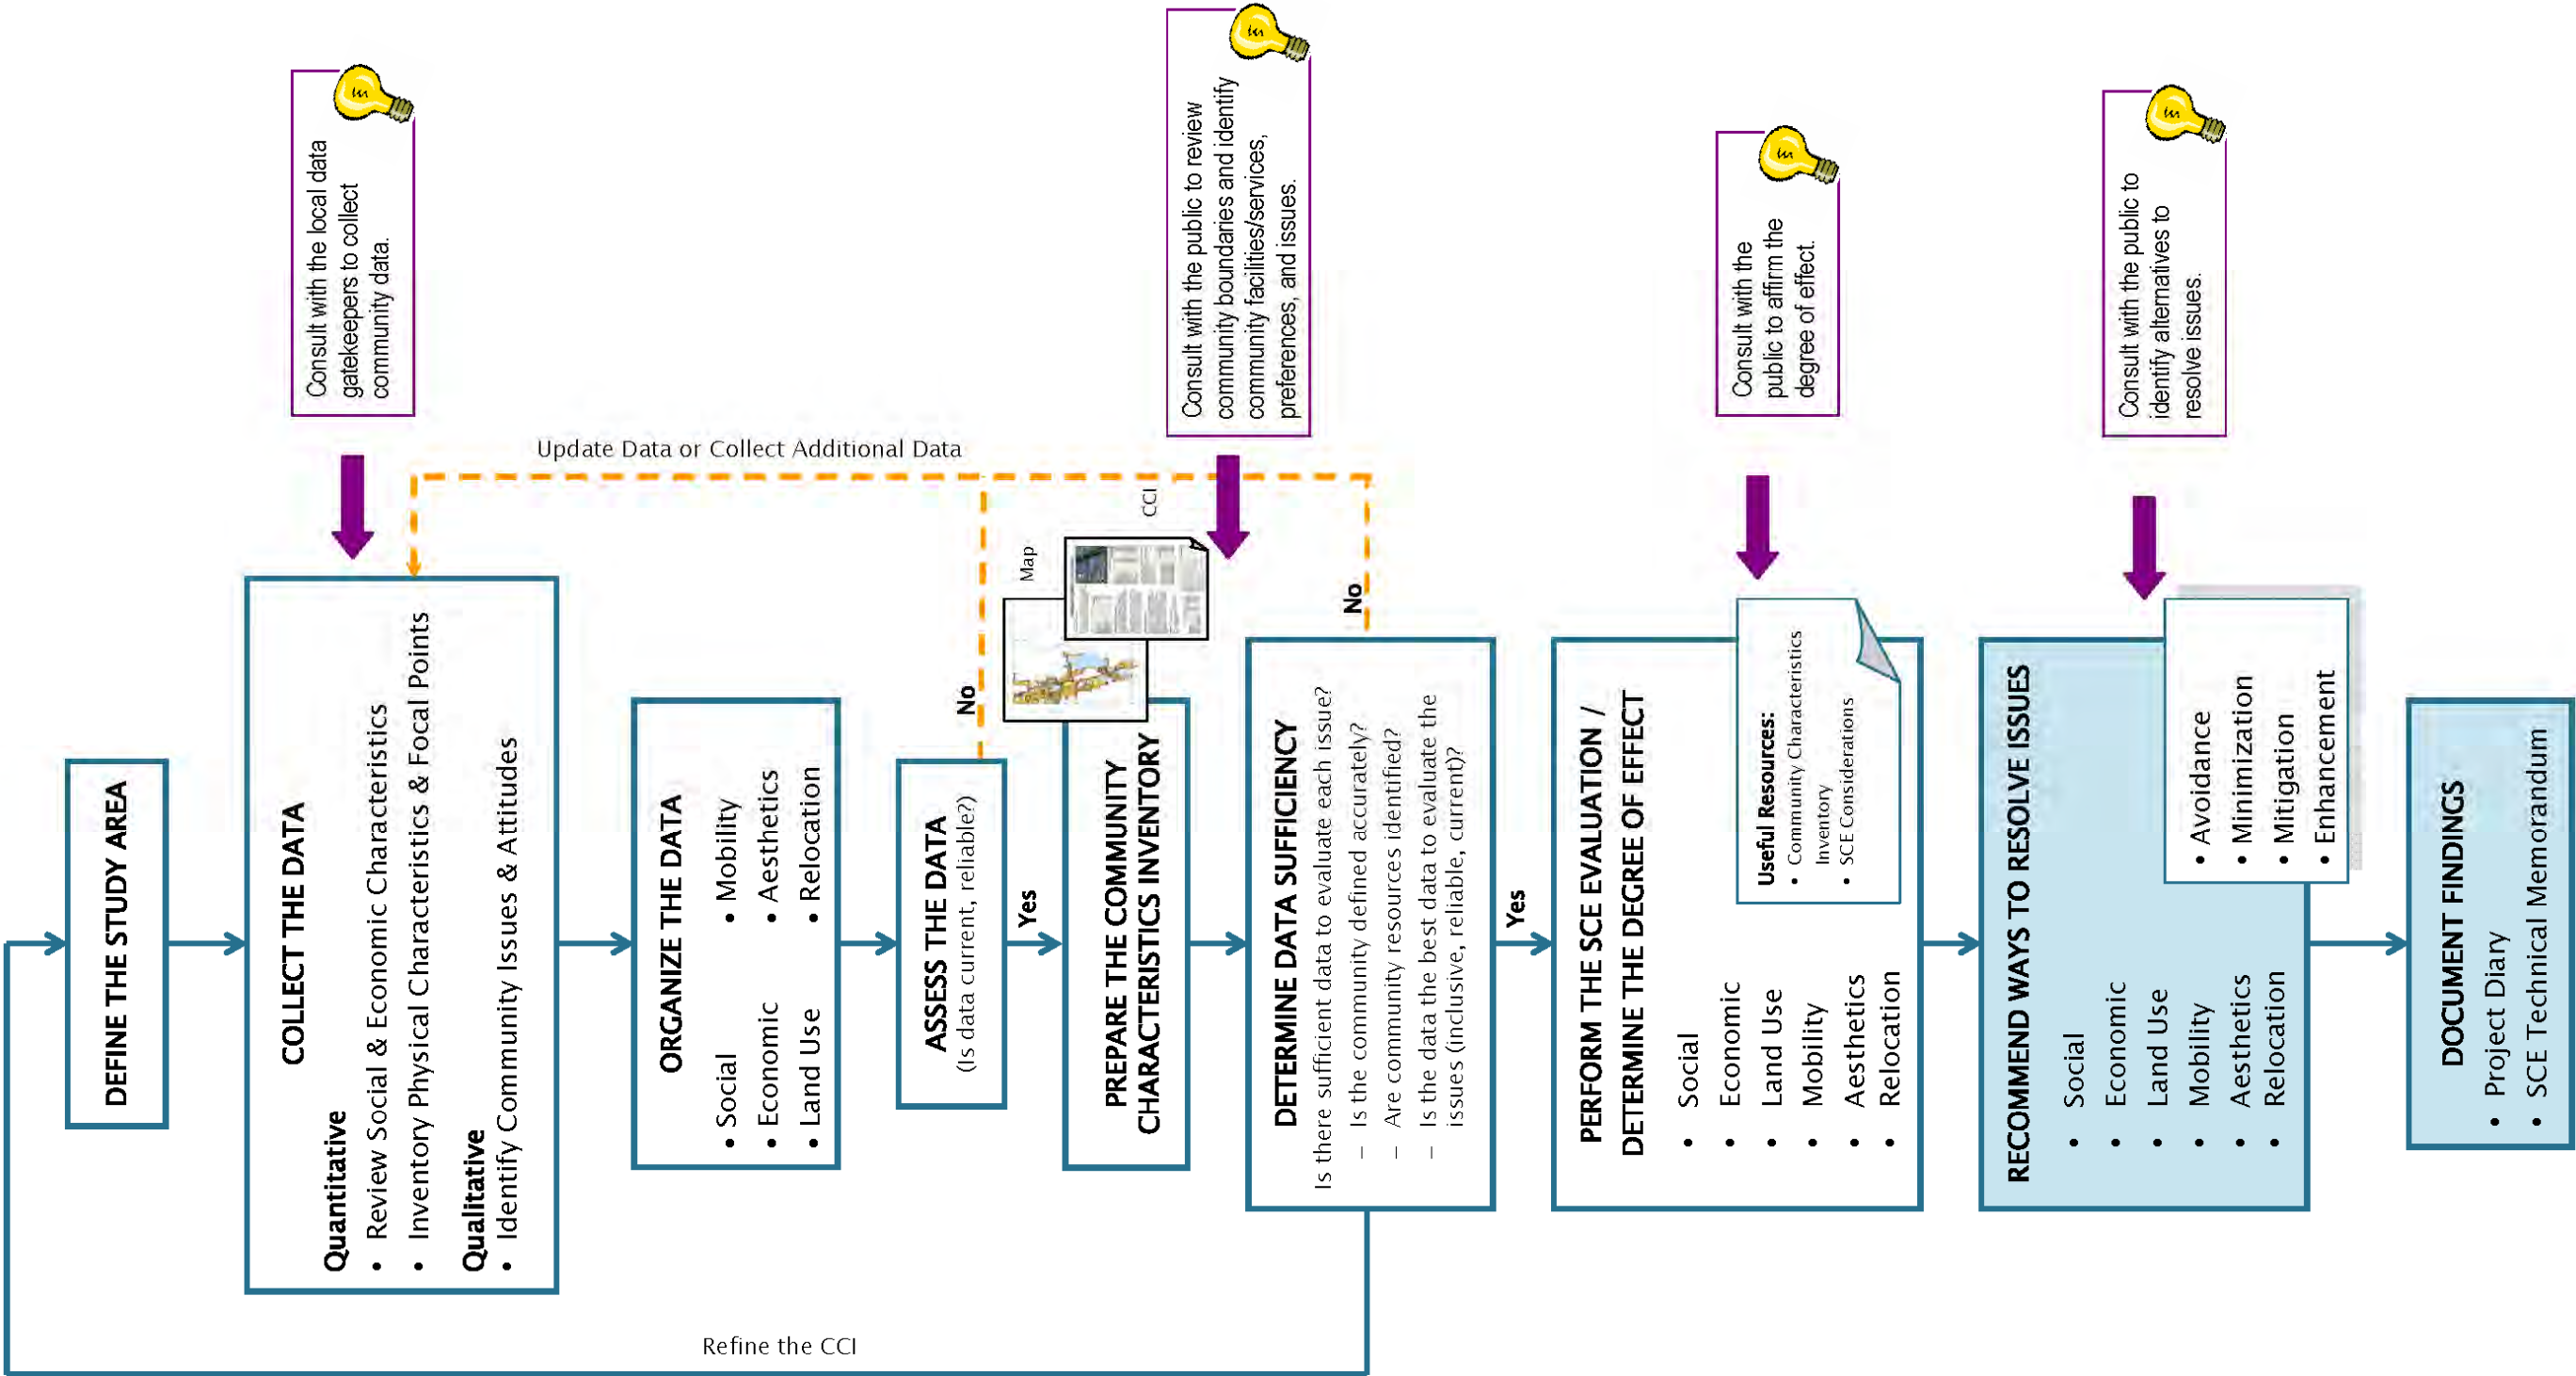 DEFINE THE STUDY AREA
COLLECT THE DATA
Quantitative
• Review Social & Economic Characteristics
• Inventory Physical Characteristics & Focal Points
Qualitative
• Identify Community Issues & Attitudes
Consult with the local data
gatekeepers to collect
community data.
Update Data or Collect Additional Data
ORGANIZE THE DATA
• Social
• Mobility
• Economic
• Aesthetics
• Land Use
• Relocation
ASSESS THE DATA
(Is data current, reliable?)
No
Yes
PREPARE THE COMMUNITY
CHARACTERISTICS INVENTORY
Map
CCI
Consult with the public to review
community boundaries and identify
community facilities/services,
preferences, and issues.
DETERMINE DATA SUFFICIENCY
Is there sufficient data to evaluate each issue?
– Is the community defined accurately?
– Are community resources identified?
– Is the data the best data to evaluate the
issues (inclusive, reliable, current)?
No
Yes
Refine the CCI
PERFORM THE SCE EVALUATION /
DETERMINE THE DEGREE OF EFFECT
• Social
• Economic
• Land Use
• Mobility
• Aesthetics
• Relocation
Useful Resources:
• Community Characteristics
Inventory
• SCE Considerations
Consult with the
public to affirm the
degree of effect.
RECOMMEND WAYS TO RESOLVE ISSUES
• Social
• Economic
• Land Use
• Mobility
• Aesthetics
• Relocation
• Avoidance
• Minimization
• Mitigation
• Enhancement
Consult with the public to
identify alternatives to
resolve issues.
DOCUMENT FINDINGS
• Project Diary
• SCE Technical Memorandum